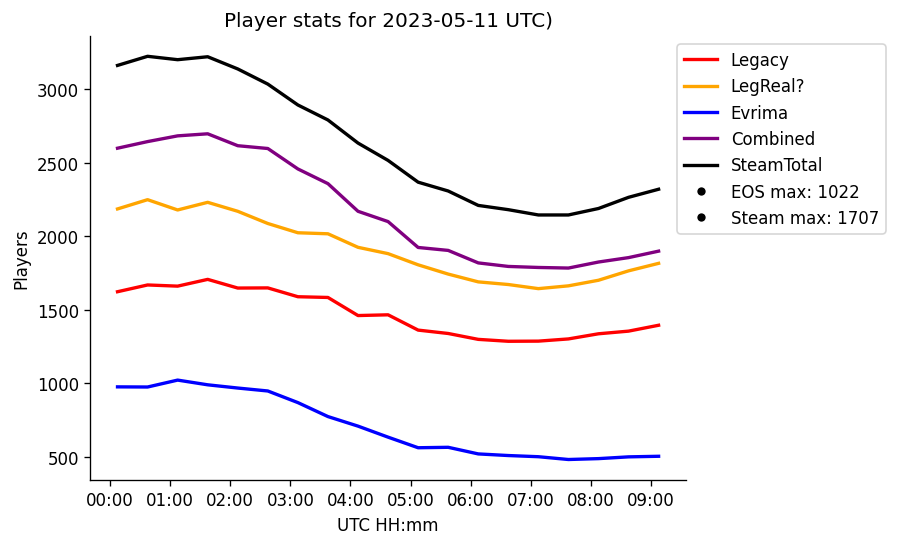 Player stats for 2023-05-11 UTC)
Legacy
LegReal?
Evrima
Combined
SteamTotal
EOS max: 1022
Steam max: 1707
Players
3000
2500
2000
1500
1000
500
00:00 01:00 02:00 03:00 04:00 05:00 06:00 07:00 08:00 09:00
UTC HH:mm